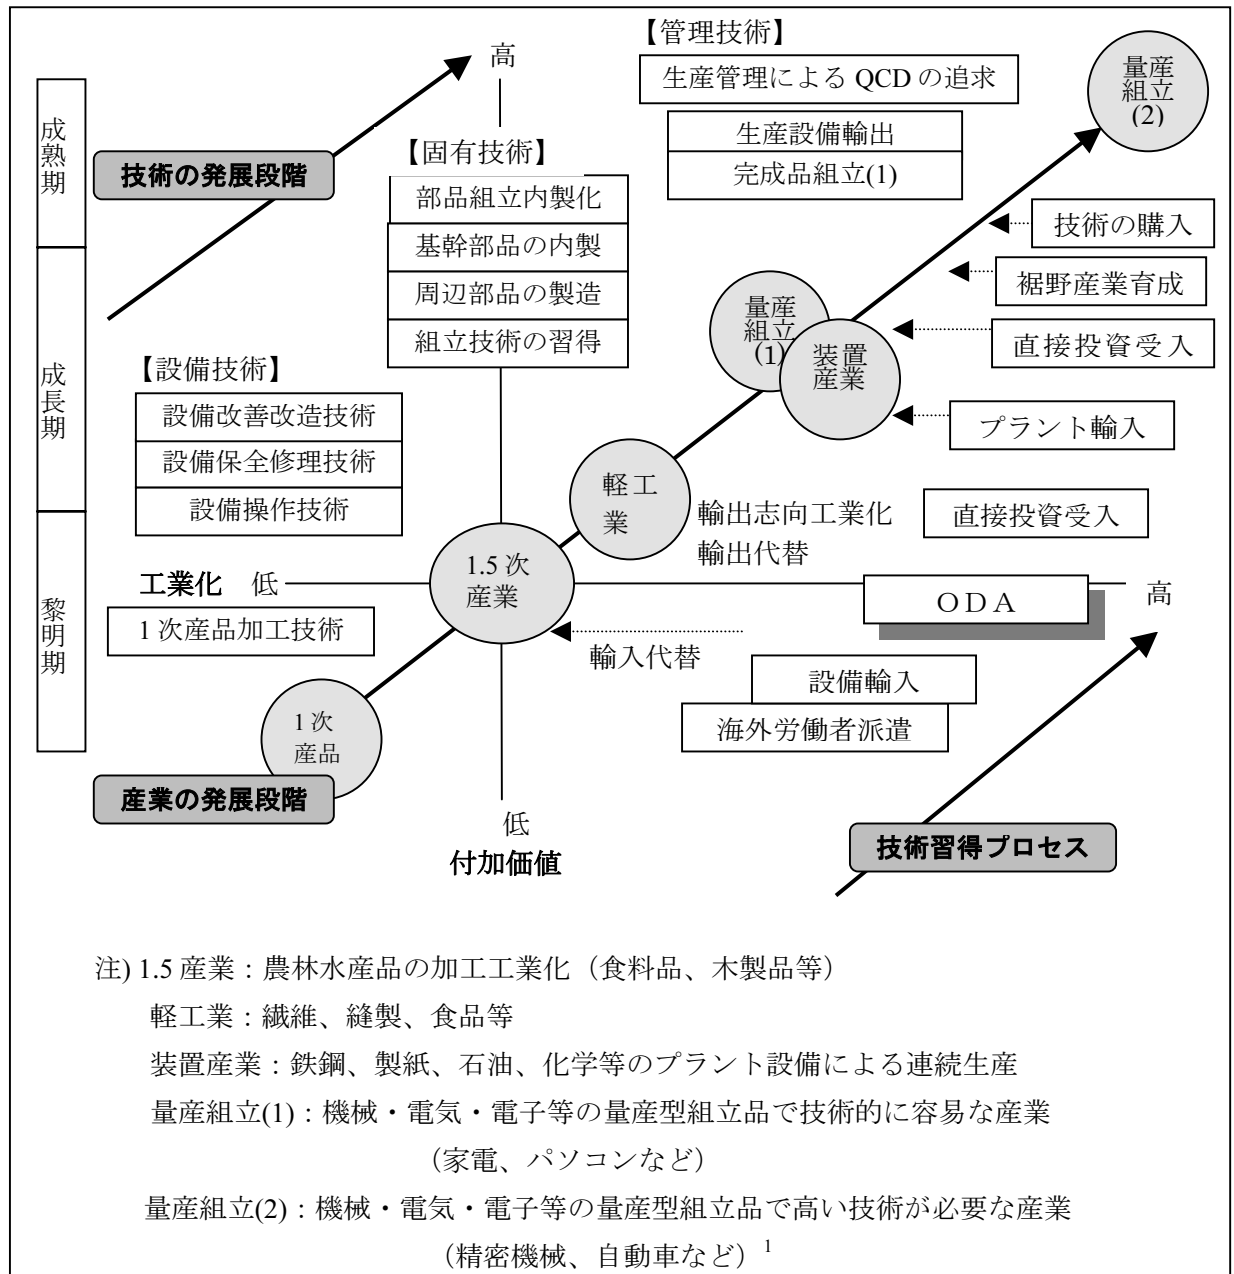 【管理技術】
高
生産管理による QCD の追求
量産
組立
(2)
成熟期
生産設備輸出
【固有技術】
完成品組立(1)
技術の発展段階
部品組立内製化
技術の購入
基幹部品の内製
裾野産業育成
周辺部品の製造
量産
組立
(1)
直接投資受入
組立技術の習得
装置
産業
成長期
【設備技術】
設備改善改造技術
プラント輸入
設備保全修理技術
軽工
業
設備操作技術
輸出志向工業化
直接投資受入
輸出代替
1.5 次
産業
工業化 低
高
ODA
黎明期
1 次産品加工技術
輸入代替
設備輸入
1 次
産品
海外労働者派遣
産業の発展段階
低
付加価値
技術習得プロセス
注) 1.5 産業：農林水産品の加工工業化（食料品、木製品等）
軽工業：繊維、縫製、食品等
装置産業：鉄鋼、製紙、石油、化学等のプラント設備による連続生産
量産組立(1)：機械・電気・電子等の量産型組立品で技術的に容易な産業
（家電、パソコンなど）
量産組立(2)：機械・電気・電子等の量産型組立品で高い技術が必要な産業
（精密機械、自動車など）1